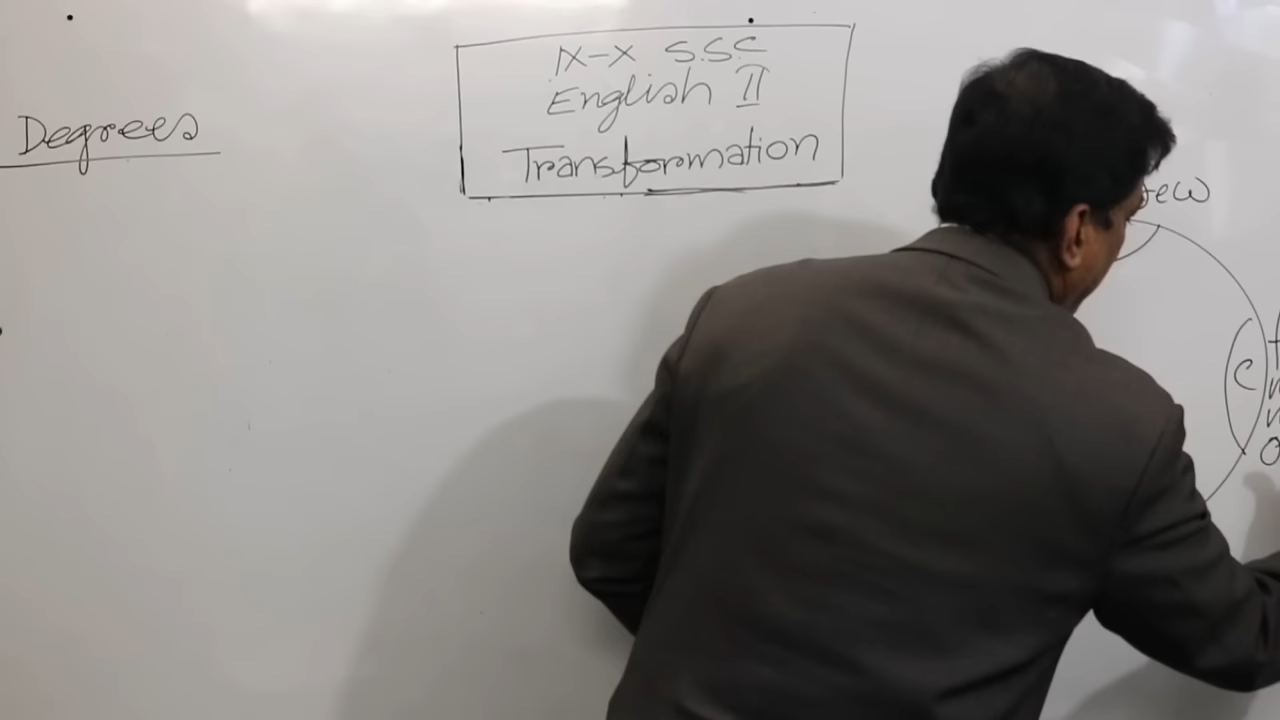 IX-X S.S.C
English II
Transformation
Degrees
few
C